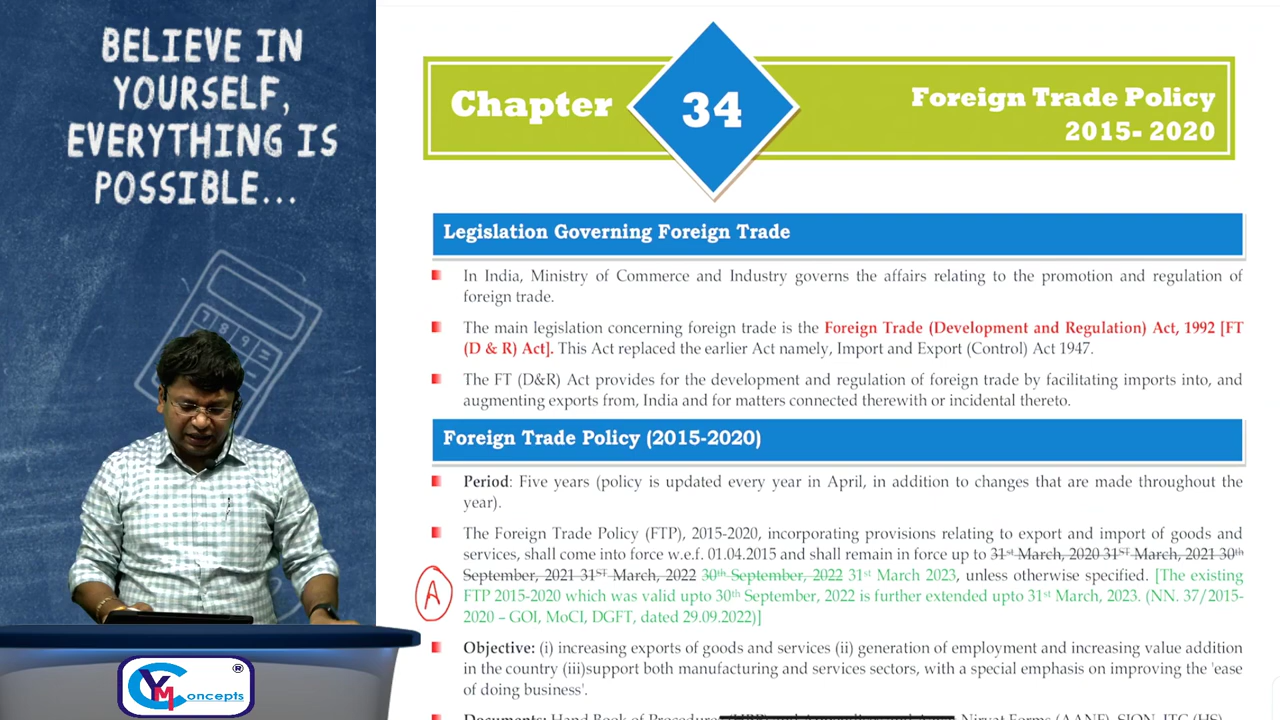 BELIEVE IN
YOURSELF,
EVERYTHING IS
POSSIBLE...
Chapter
34
Foreign Trade Policy
2015- 2020
Legislation Governing Foreign Trade
In India, Ministry of Commerce and Industry governs the affairs relating to the promotion and regulation of
foreign trade.
The main legislation concerning foreign trade is the Foreign Trade (Development and Regulation) Act, 1992 [FT
(D & R) Act]. This Act replaced the earlier Act namely, Import and Export (Control) Act 1947.
The FT (D&R) Act provides for the development and regulation of foreign trade by facilitating imports into, and
augmenting exports from, India and for matters connected therewith or incidental thereto.
Foreign Trade Policy (2015-2020)
Period: Five years (policy is updated every year in April, in addition to changes that are made throughout the
year).
The Foreign Trade Policy (FTP), 2015-2020, incorporating provisions relating to export and import of goods and
services, shall come into force w.e.f. 01.04.2015 and shall remain in force up to 31st March, 2020 31ST March, 2021 30th
September, 2021 31ST March, 2022 30th September, 2022 31st March 2023, unless otherwise specified. [The existing
FTP 2015-2020 which was valid upto 30th September, 2022 is further extended upto 31st March, 2023. (NN. 37/2015-
2020 – GOI, MoCI, DGFT, dated 29.09.2022)]
A
Objective: (i) increasing exports of goods and services (ii) generation of employment and increasing value addition
in the country (iii)support both manufacturing and services sectors, with a special emphasis on improving the 'ease
of doing business'.
Documents: Hand Book of Procedures Nirvat Forms (AANF), SION, ITC (HS)
YM
Concepts
®